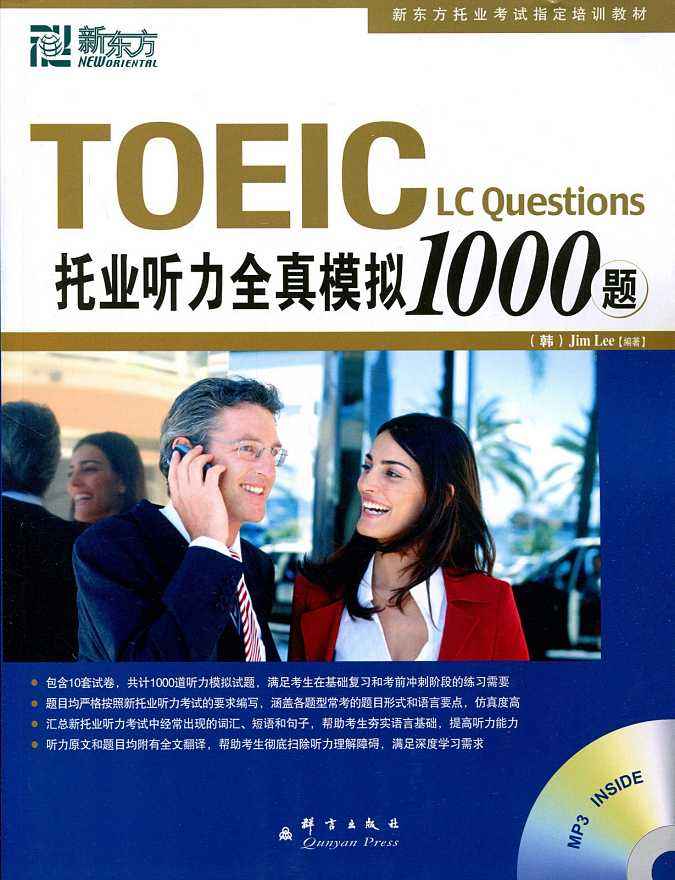 新东方托业考试指定培训教材
新东方
NEW ORIENTAL
TOEIC LC Questions
托业听力全真模拟1000题
（韩）Jim Lee【编著】
包含10套试卷，共计1000道听力模拟试题，满足考生在基础复习和考前冲刺阶段的练习需要
题目均严格按照新托业听力考试的要求编写，涵盖各题型常考的题目形式和语言要点，仿真度高
汇总新托业听力考试中经常出现的词汇、短语和句子，帮助考生夯实语言基础，提高听力能力
听力原文和题目均附有全文翻译，帮助考生彻底扫除听力理解障碍，满足深度学习需求
MP3 INSIDE
群言出版社
Qunyan Press